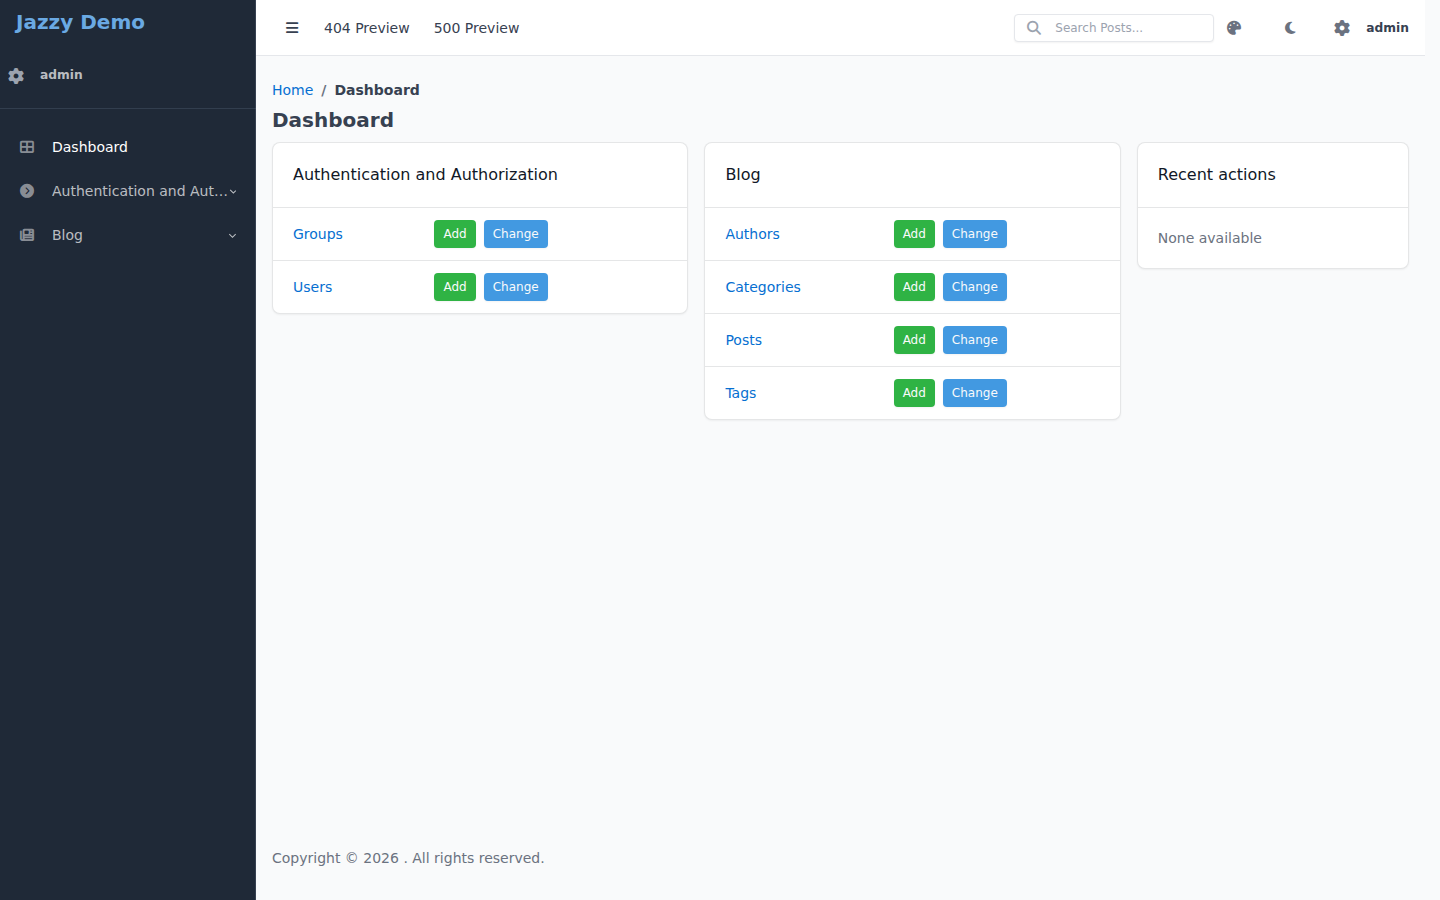 Jazzy Demo
admin
Dashboard
Authentication and Aut...
Blog
404 Preview
500 Preview
Search Posts...
admin
Home / Dashboard
Dashboard
Authentication and Authorization
Groups Add Change
Users Add Change
Blog
Authors Add Change
Categories Add Change
Posts Add Change
Tags Add Change
Recent actions
None available
Copyright © 2026 . All rights reserved.